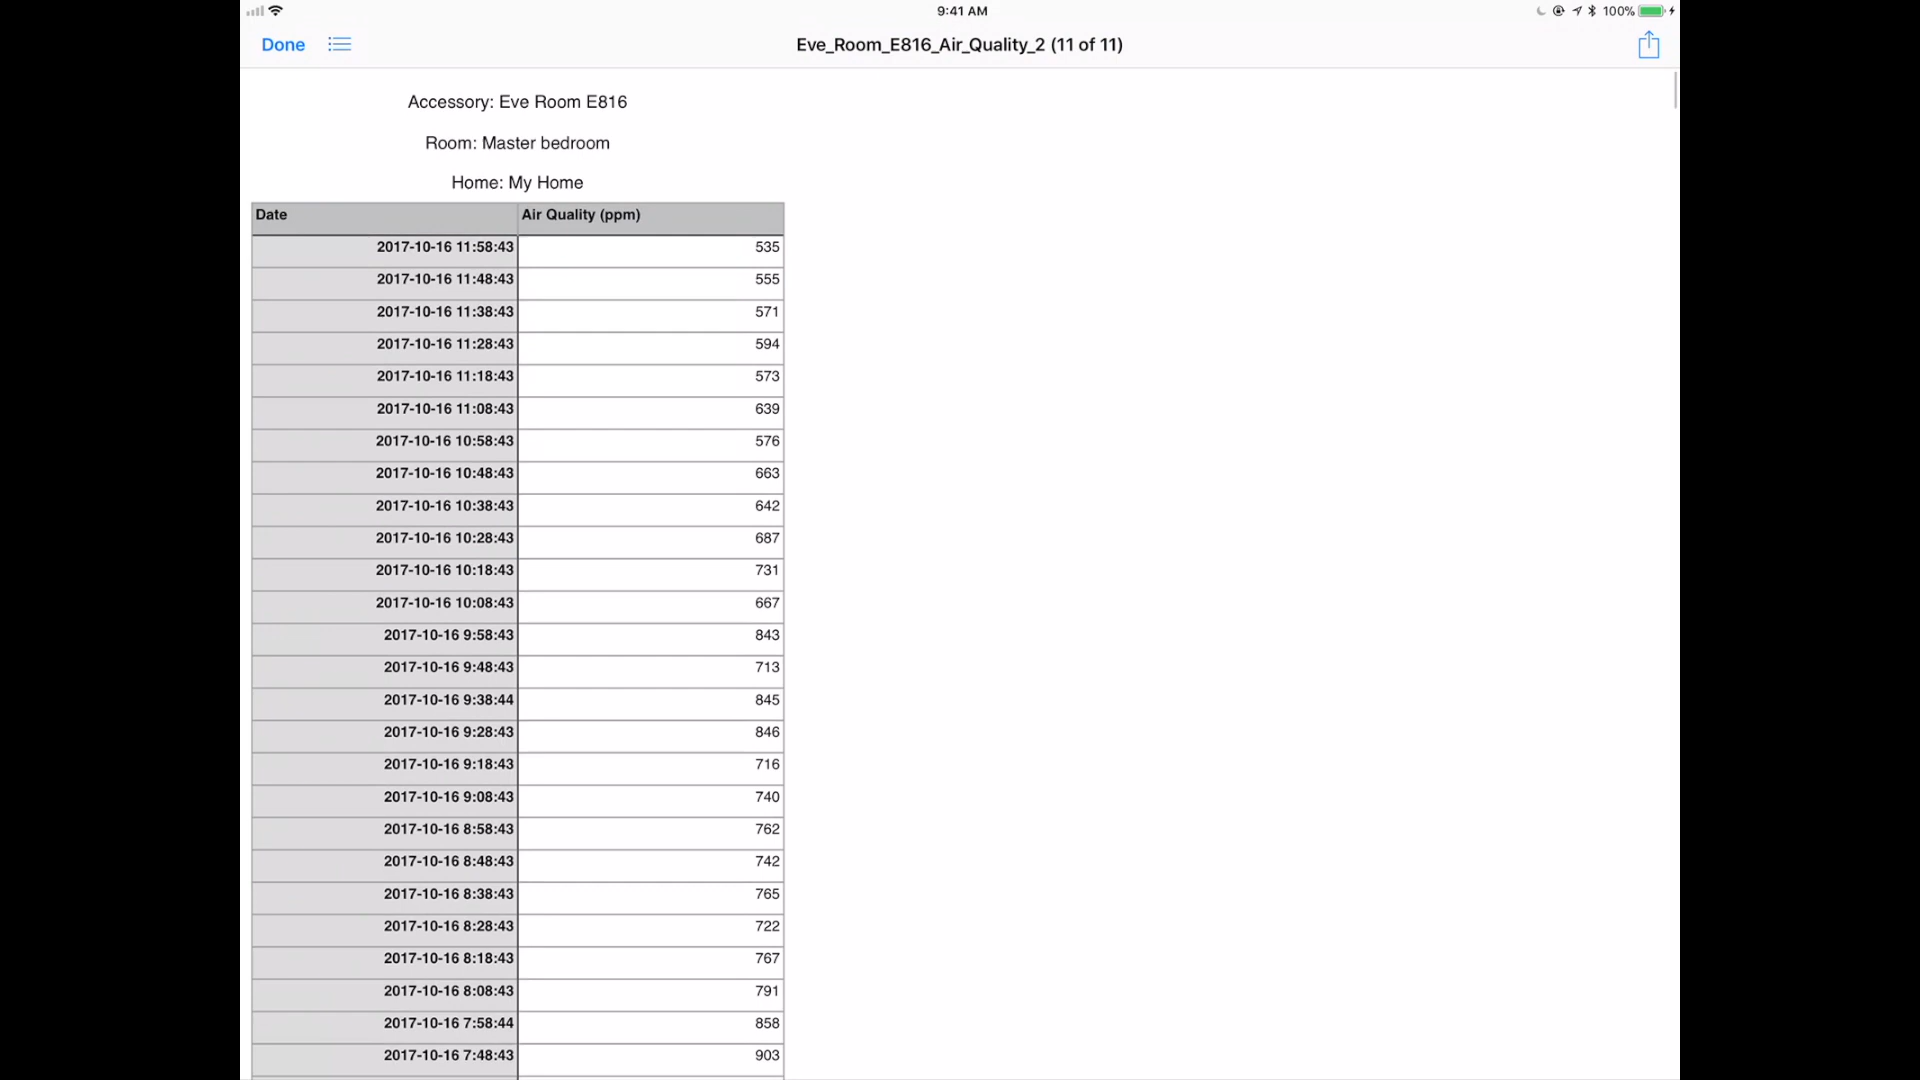 9:41 AM
100%
Done
Eve_Room_E816_Air_Quality_2 (11 of 11)
Accessory: Eve Room E816
Room: Master bedroom
Home: My Home
Date Air Quality (ppm)
2017-10-16 11:58:43 535
2017-10-16 11:48:43 555
2017-10-16 11:38:43 571
2017-10-16 11:28:43 594
2017-10-16 11:18:43 573
2017-10-16 11:08:43 639
2017-10-16 10:58:43 576
2017-10-16 10:48:43 663
2017-10-16 10:38:43 642
2017-10-16 10:28:43 687
2017-10-16 10:18:43 731
2017-10-16 10:08:43 667
2017-10-16 9:58:43 843
2017-10-16 9:48:43 713
2017-10-16 9:38:44 845
2017-10-16 9:28:43 846
2017-10-16 9:18:43 716
2017-10-16 9:08:43 740
2017-10-16 8:58:43 762
2017-10-16 8:48:43 742
2017-10-16 8:38:43 765
2017-10-16 8:28:43 722
2017-10-16 8:18:43 767
2017-10-16 8:08:43 791
2017-10-16 7:58:44 858
2017-10-16 7:48:43 903